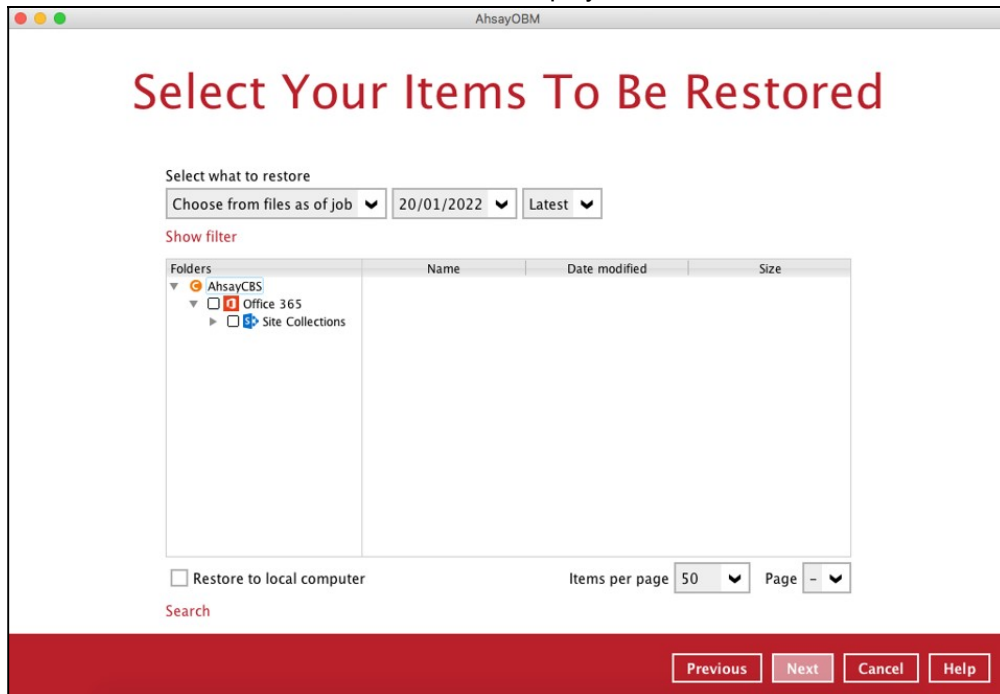 AhsayOBM
Select Your Items To Be Restored
Select what to restore
Choose from files as of job 20/01/2022 Latest
Show filter
Folders Name Date modified Size
AhsayCBS
Office 365
Site Collections
Restore to local computer Items per page 50 Page -
Search
Previous Next Cancel Help